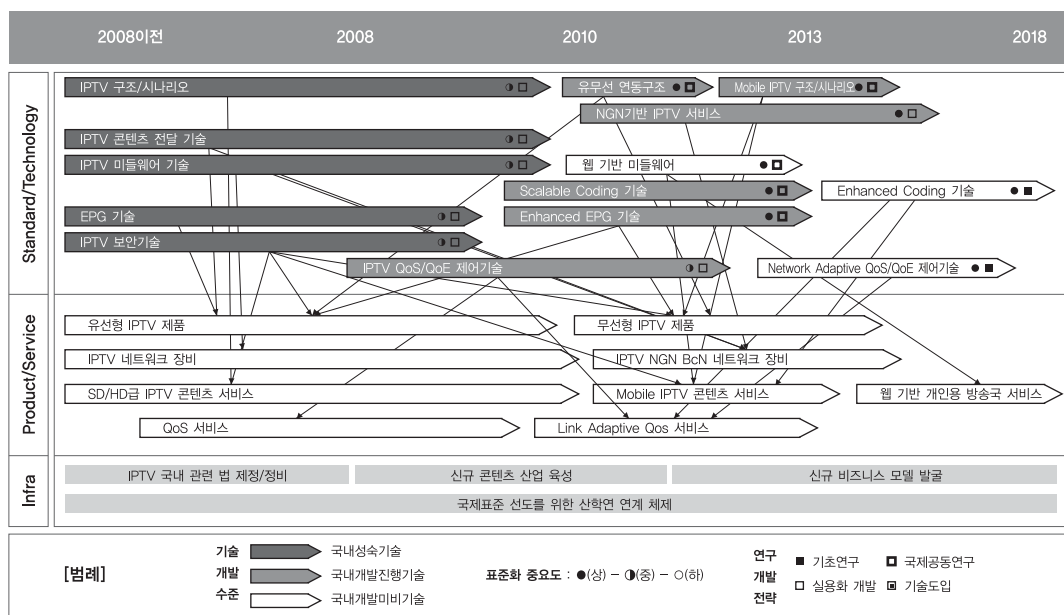 2008이전 2008 2010 2013 2018
Standard/Technology
IPTV 구조/시나리오 ◑ □
유무선 연동구조 ● □
Mobile IPTV 구조/시나리오 ● □
NGN기반 IPTV 서비스 ● □
IPTV 콘텐츠 전달 기술 ◑ □
IPTV 미들웨어 기술 ◑ □
웹 기반 미들웨어 ● □
Scalable Coding 기술 ● □
Enhanced Coding 기술 ● ■
EPG 기술 ◑ □
Enhanced EPG 기술 ● □
IPTV 보안기술 ◑ □
IPTV QoS/QoE 제어기술 ◑ □
Network Adaptive QoS/QoE 제어기술 ● ■
Product/Service
유선형 IPTV 제품
무선형 IPTV 제품
IPTV 네트워크 장비
IPTV NGN BcN 네트워크 장비
SD/HD급 IPTV 콘텐츠 서비스
Mobile IPTV 콘텐츠 서비스
웹 기반 개인용 방송국 서비스
QoS 서비스
Link Adaptive Qos 서비스
Infra
IPTV 국내 관련 법 제정/정비
신규 콘텐츠 산업 육성
신규 비즈니스 모델 발굴
국제표준 선도를 위한 산학연 연계 체제
[범례]
기술
개발
수준
국내성숙기술
국내개발진행기술
국내개발미비기술
표준화 중요도 : ●(상) – ◑(중) – ○(하)
연구
개발
전략
■ 기초연구
□ 국제공동연구
□ 실용화 개발
▣ 기술도입